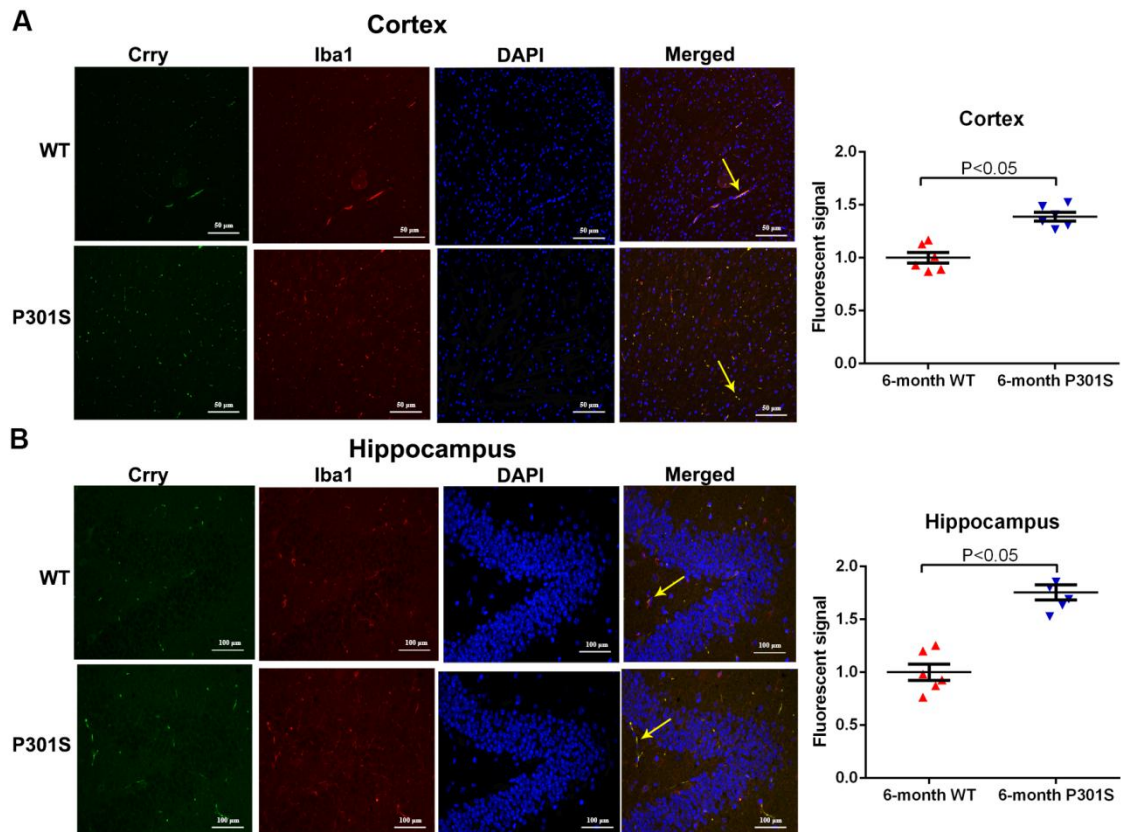 A
Cortex
Crry Iba1 DAPI Merged
WT
50 µm 50 µm 50 µm 50 µm
P301S
50 µm 50 µm 50 µm 50 µm
Cortex
P<0.05
Fluorescent signal
2.0
1.5
1.0
0.5
0.0
6-month WT 6-month P301S
B
Hippocampus
Crry Iba1 DAPI Merged
WT
100 µm 100 µm 100 µm 100 µm
P301S
100 µm 100 µm 100 µm 100 µm
Hippocampus
P<0.05
Fluorescent signal
2.0
1.5
1.0
0.5
0.0
6-month WT 6-month P301S